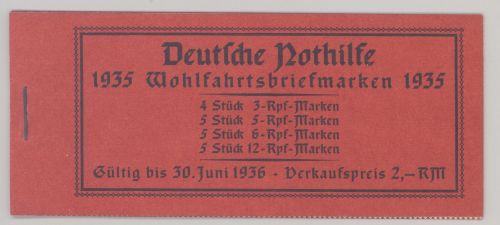 Deutsche Nothilfe
1935 Wohlfahrtsbriefmarken 1935
4 Stück 3-Rpf-Marken
5 Stück 5-Rpf-Marken
5 Stück 6-Rpf-Marken
5 Stück 12-Rpf-Marken
Gültig bis 30. Juni 1936 - Verkaufspreis 2,– RM